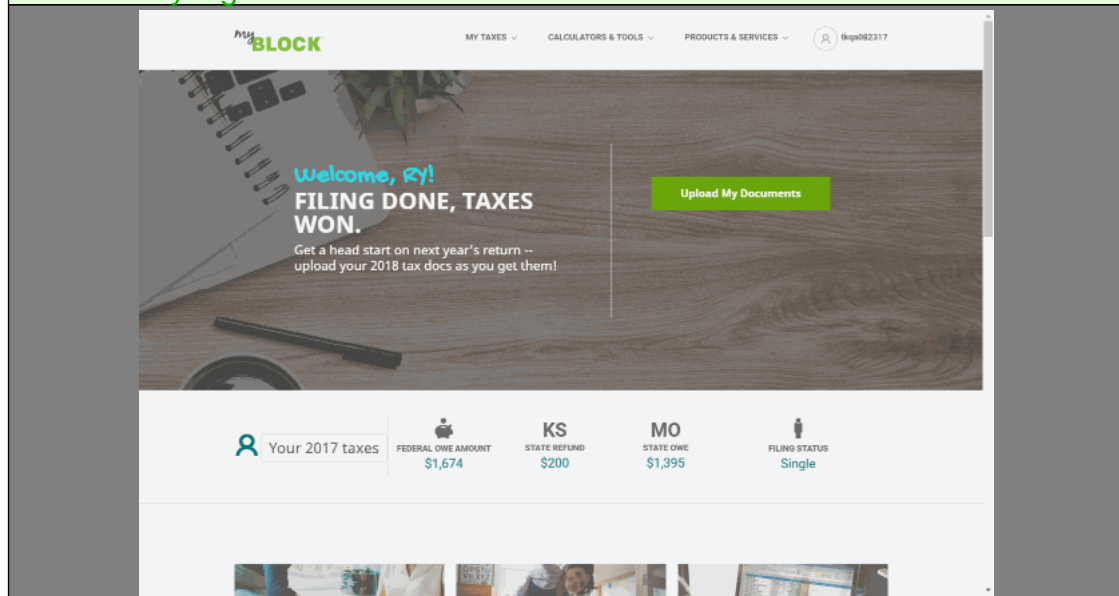 my BLOCK
MY TAXES
CALCULATORS & TOOLS
PRODUCTS & SERVICES
tkqa082317
Welcome, RY!
FILING DONE, TAXES
WON.
Get a head start on next year's return --
upload your 2018 tax docs as you get them!
Upload My Documents
Your 2017 taxes
FEDERAL OWE AMOUNT
$1,674
KS
STATE REFUND
$200
MO
STATE OWE
$1,395
FILING STATUS
Single